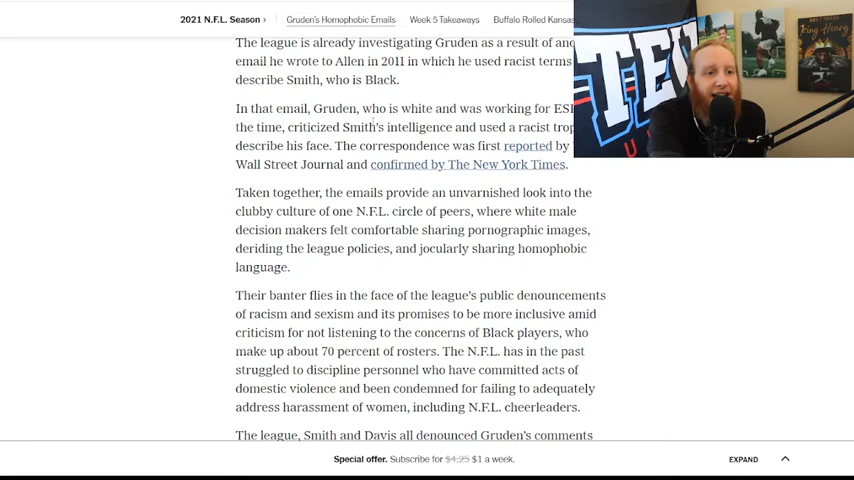 2021 N.F.L. Season › Gruden's Homophobic Emails Week 5 Takeaways Buffalo Rolled Kansas
The league is already investigating Gruden as a result of
email he wrote to Allen in 2011 in which he used racist terms
describe Smith, who is Black.
In that email, Gruden, who is white and was working for
the time, criticized Smith's intelligence and used a racist
describe his face. The correspondence was first reported by
Wall Street Journal and confirmed by The New York Times.
Taken together, the emails provide an unvarnished look into the
clubby culture of one N.F.L. circle of peers, where white male
decision makers felt comfortable sharing pornographic images,
deriding the league policies, and jocularly sharing homophobic
language.
Their banter flies in the face of the league's public denouncements
of racism and sexism and its promises to be more inclusive amid
criticism for not listening to the concerns of Black players, who
make up about 70 percent of rosters. The N.F.L. has in the past
struggled to discipline personnel who have committed acts of
domestic violence and been condemned for failing to adequately
address harassment of women, including N.F.L. cheerleaders.
The league, Smith and Davis all denounced Gruden's comments
Special offer. Subscribe for $4.25 $1 a week.
EXPAND
TE
King Henry